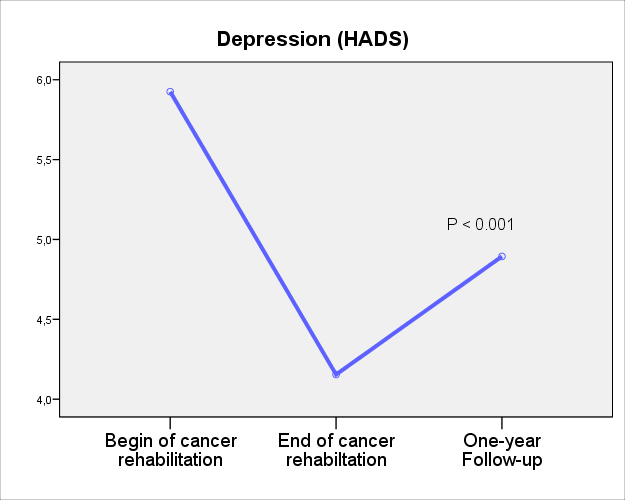 Depression (HADS)
6,0
5,5
5,0
4,5
4,0
P < 0.001
Begin of cancer
rehabilitation
End of cancer
rehabiltation
One-year
Follow-up